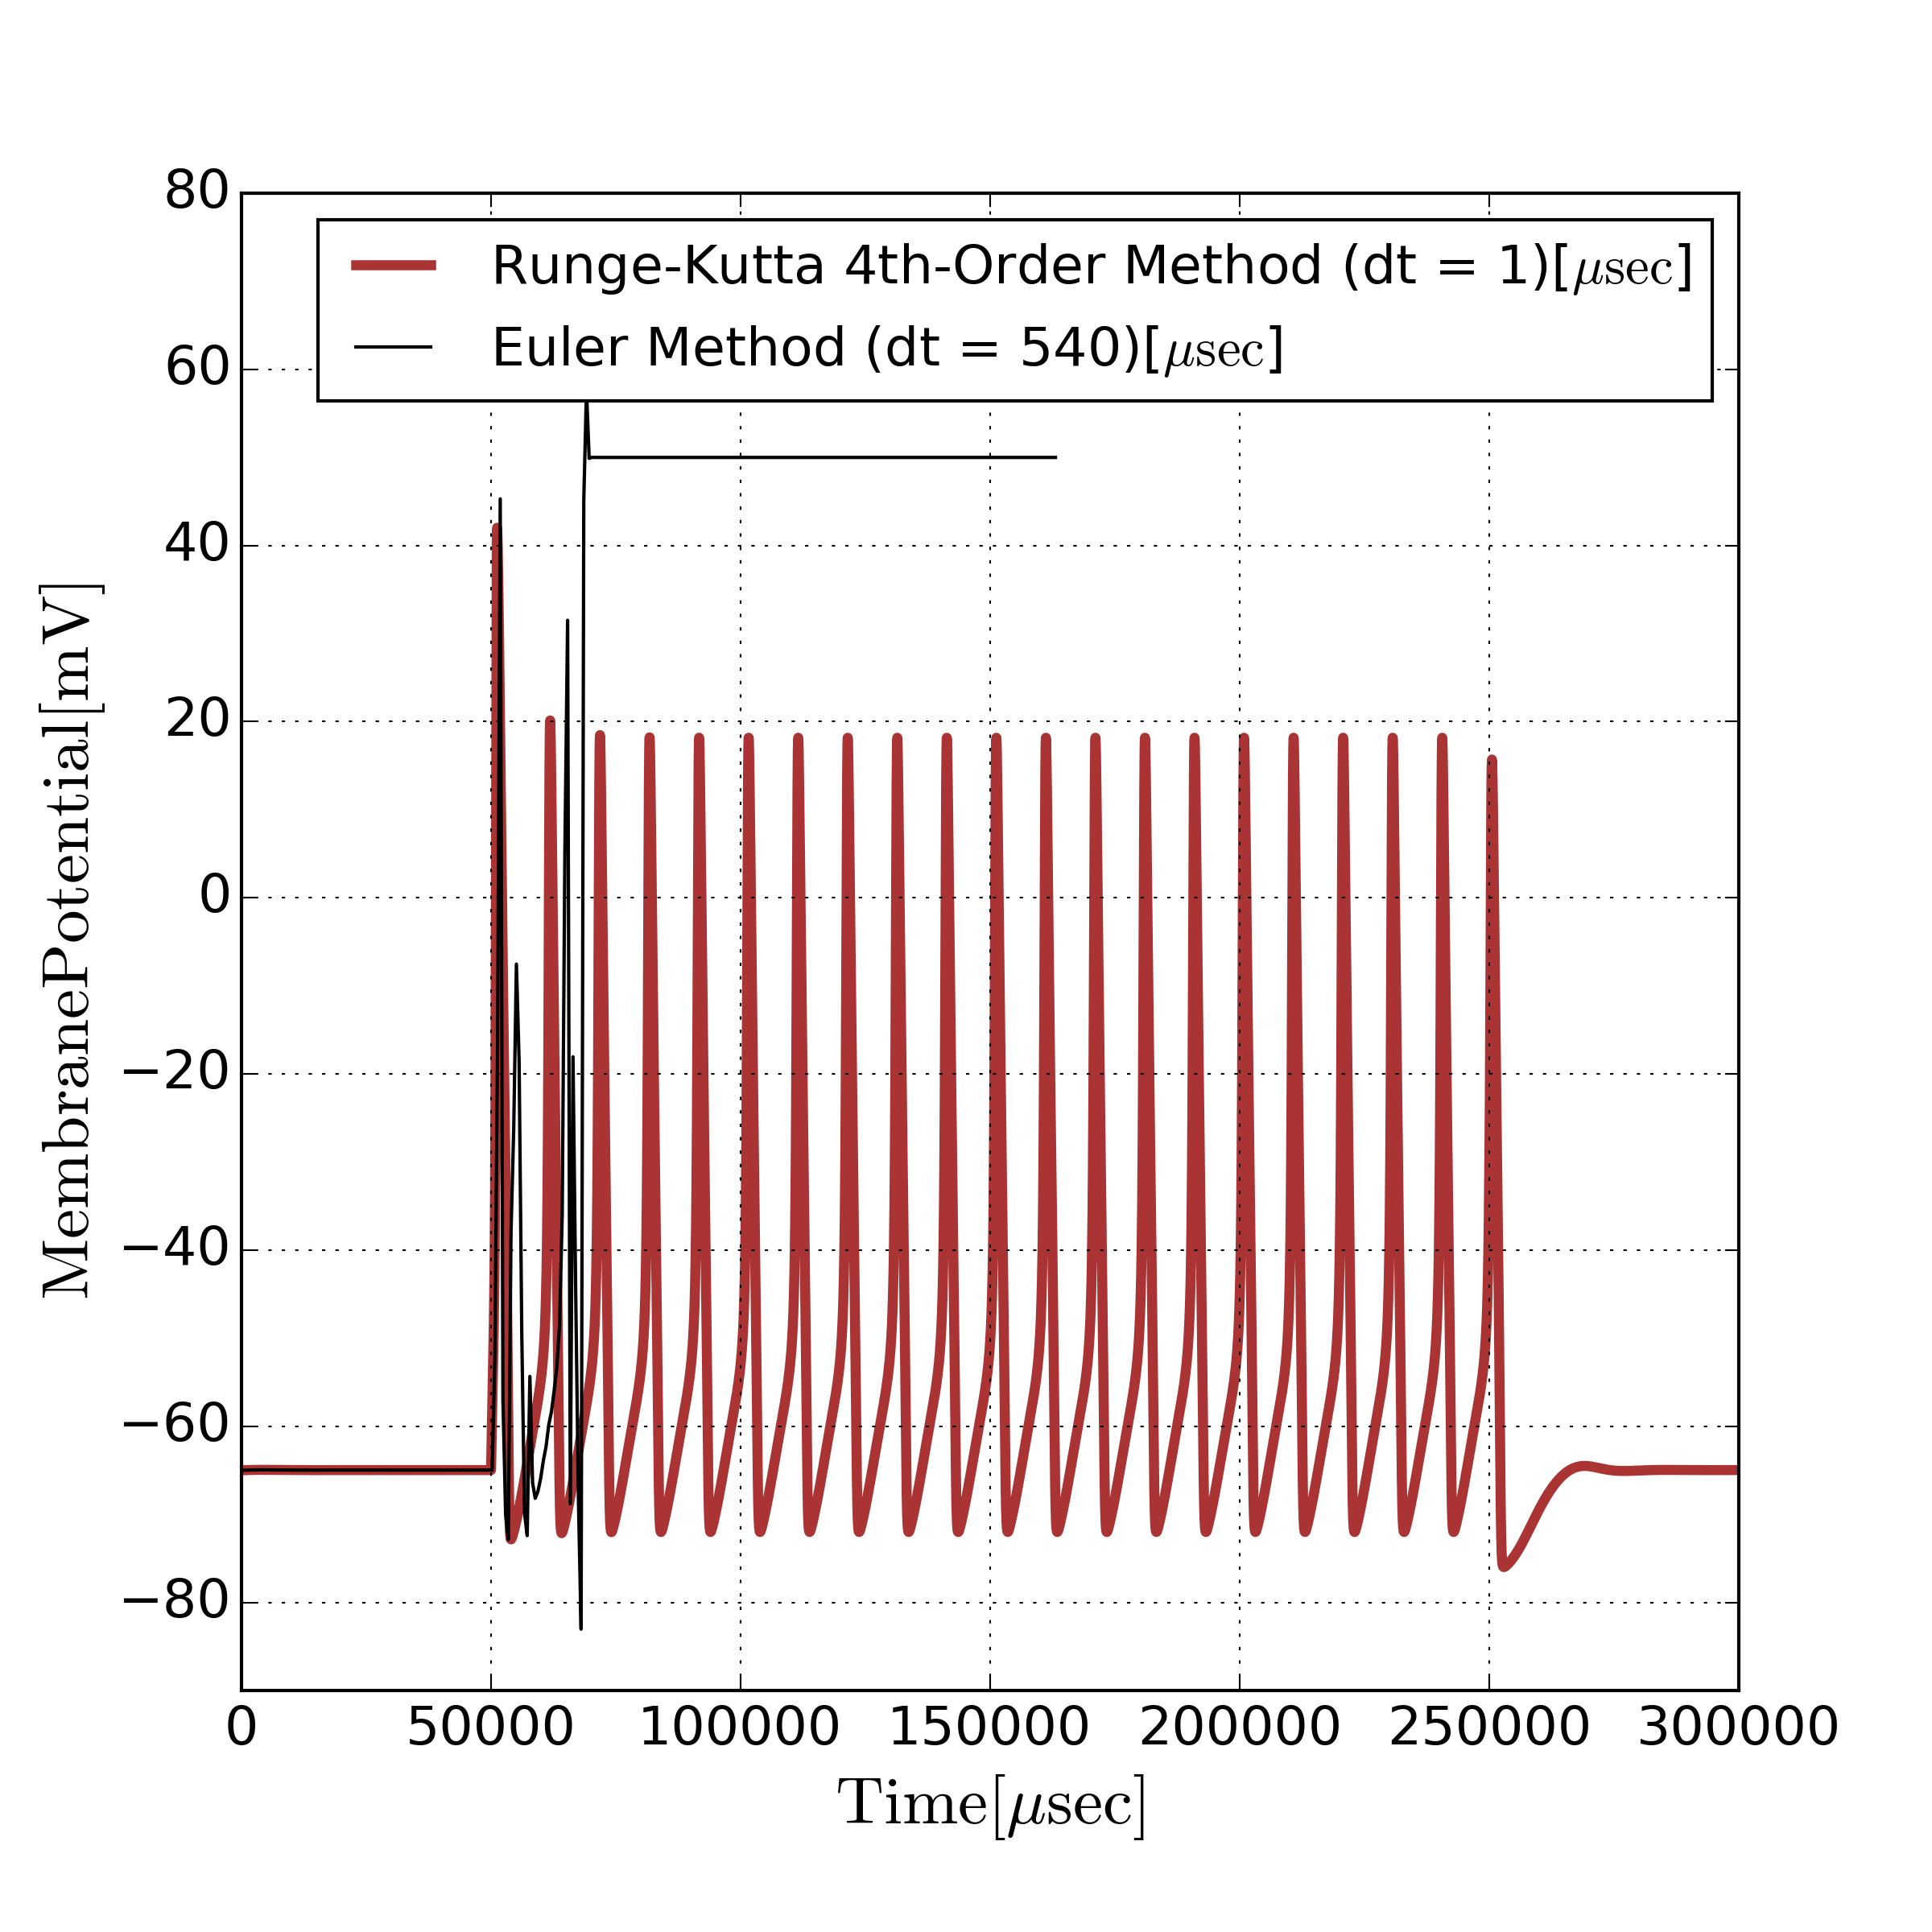 80
Runge-Kutta 4th-Order Method (dt = 1)[μsec]
Euler Method (dt = 540)[μsec]
60
40
20
0
−20
−40
−60
−80
MembranePotential[mV]
0 50000 100000 150000 200000 250000 300000
Time[μsec]